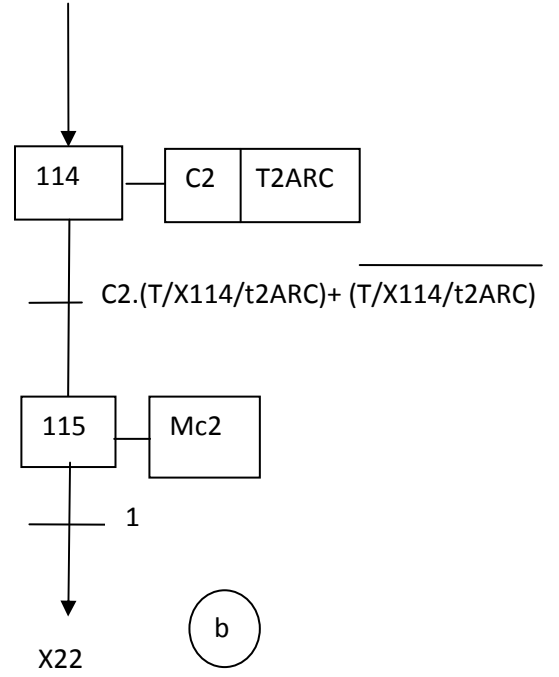 114 C2 T2ARC
C2.(T/X114/t2ARC)+ (T/X114/t2ARC)
115 Mc2
1
b
X22